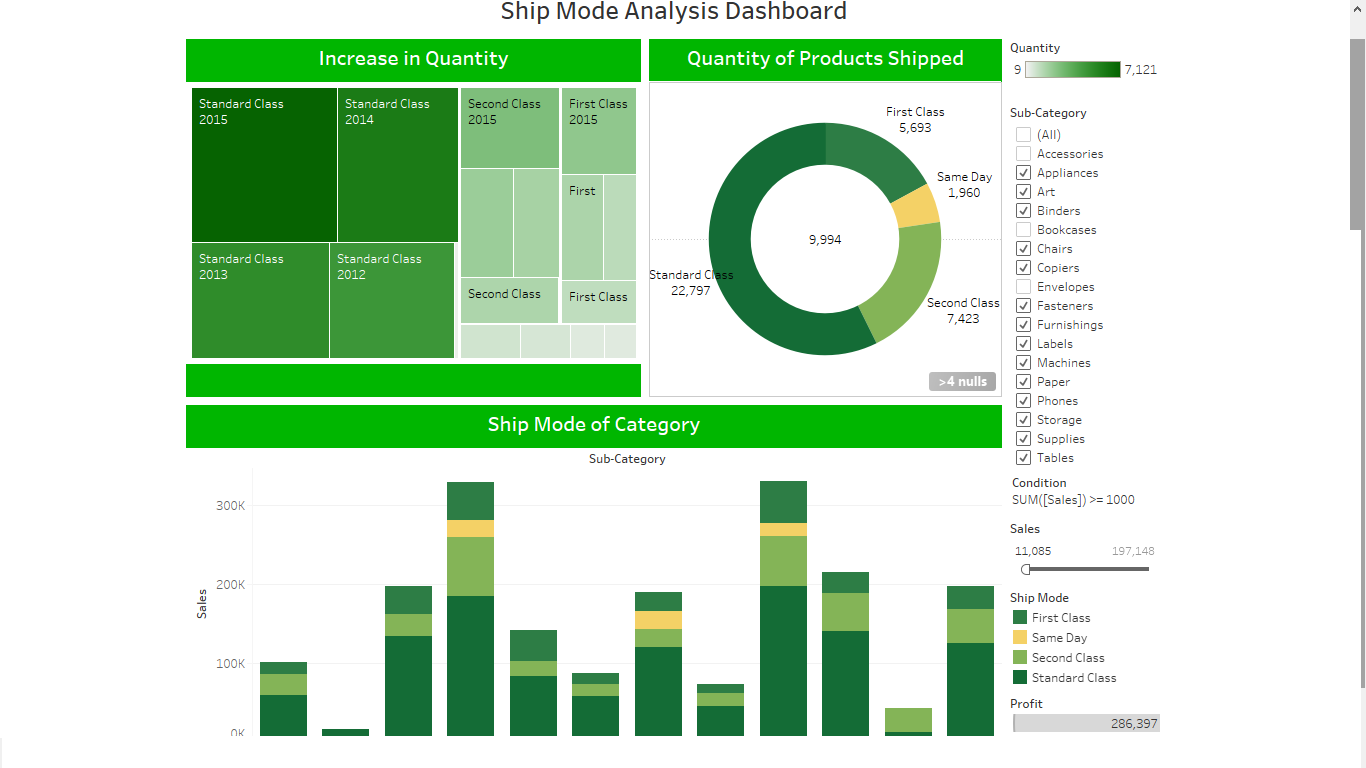 Ship Mode Analysis Dashboard
Increase in Quantity
Standard Class
2015
Standard Class
2014
Second Class
2015
First Class
2015
First
Standard Class
2013
Standard Class
2012
Second Class
First Class
Quantity of Products Shipped
First Class
5,693
Same Day
1,960
9,994
Standard Class
22,797
Second Class
7,423
>4 nulls
Quantity
9
7,121
Sub-Category
(All)
Accessories
Appliances
Art
Binders
Bookcases
Chairs
Copiers
Envelopes
Fasteners
Furnishings
Labels
Machines
Paper
Phones
Storage
Supplies
Tables
Condition
SUM([Sales]) >= 1000
Sales
11,085
197,148
Ship Mode
First Class
Same Day
Second Class
Standard Class
Profit
286,397
Ship Mode of Category
Sub-Category
Sales
300K
200K
100K
0K